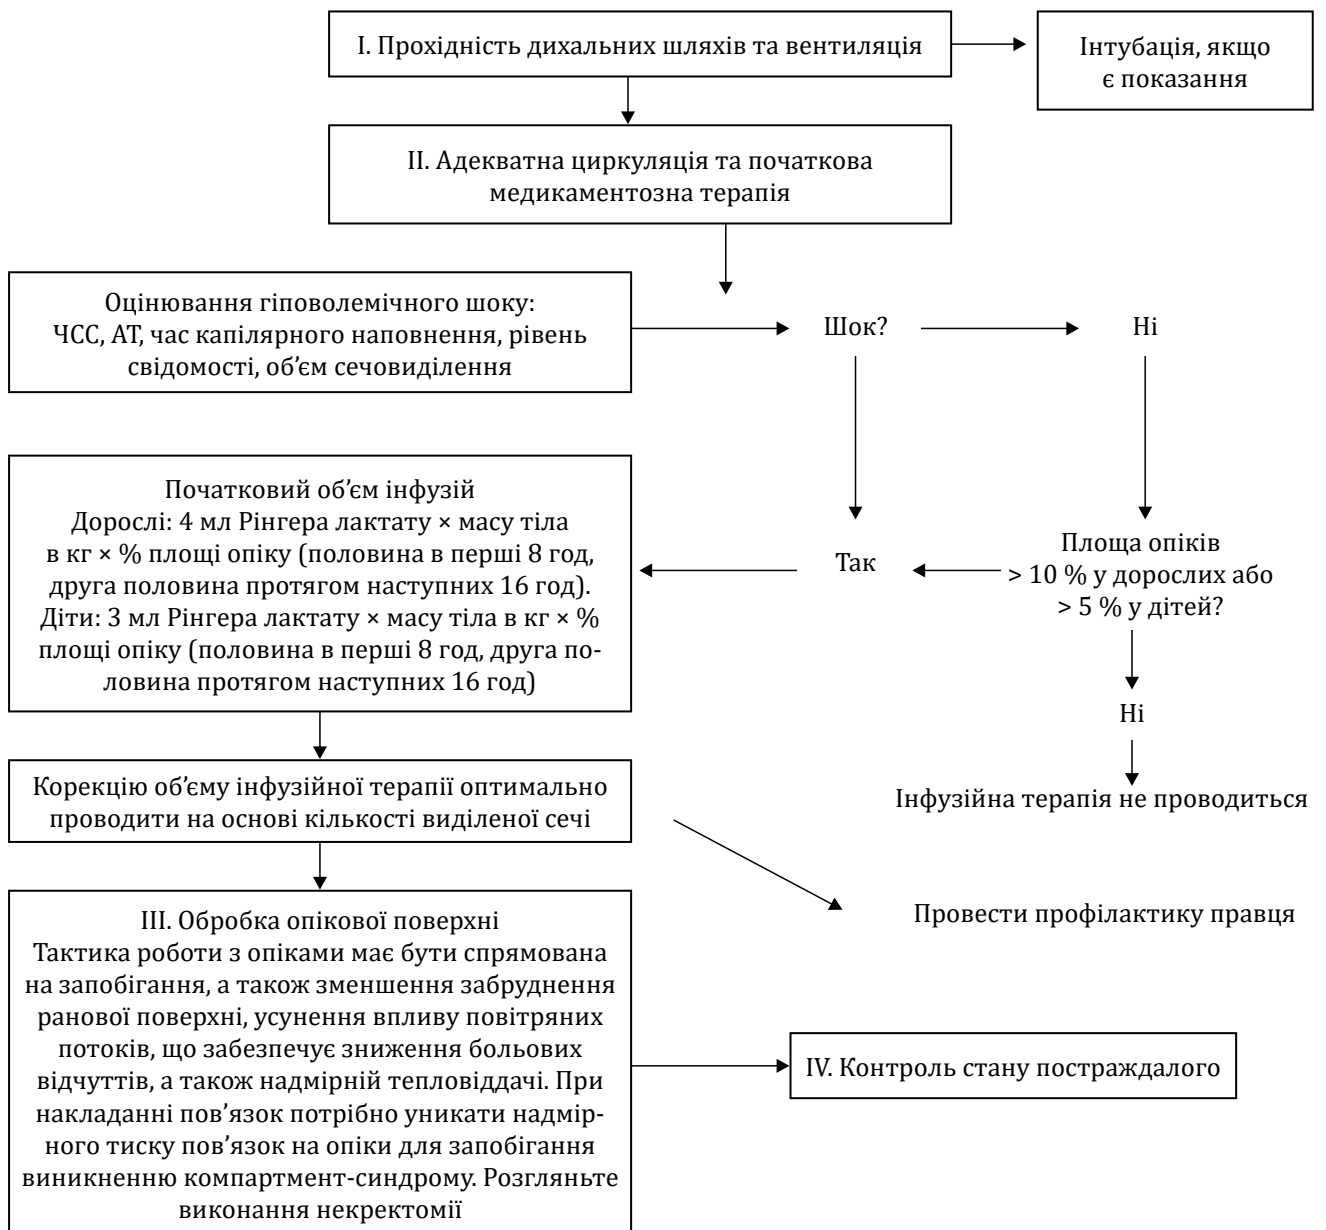 І. Прохідність дихальних шляхів та вентиляція
Інтубація, якщо
є показання
ІІ. Адекватна циркуляція та початкова
медикаментозна терапія
Оцінювання гіповолемічного шоку:
ЧСС, АТ, час капілярного наповнення, рівень
свідомості, об’єм сечовиділення
Шок?
Ні
Початковий об’єм інфузій
Дорослі: 4 мл Рінгера лактату × масу тіла
в кг × % площі опіку (половина в перші 8 год,
друга половина протягом наступних 16 год).
Діти: 3 мл Рінгера лактату × масу тіла в кг × %
площі опіку (половина в перші 8 год, друга по-
ловина протягом наступних 16 год)
Так
Площа опіків
> 10 % у дорослих або
> 5 % у дітей?
Ні
Інфузійна терапія не проводиться
Корекцію об’єму інфузійної терапії оптимально
проводити на основі кількості виділеної сечі
Провести профілактику правця
ІІІ. Обробка опікової поверхні
Тактика роботи з опіками має бути спрямована
на запобігання, а також зменшення забруднення
ранової поверхні, усунення впливу повітряних
потоків, що забезпечує зниження больових
відчуттів, а також надмірній тепловіддачі. При
накладанні пов’язок потрібно уникати надмір-
ного тиску пов’язок на опіки для запобігання
виникненню компартмент-синдрому. Розгляньте
виконання некректомії
IV. Контроль стану постраждалого